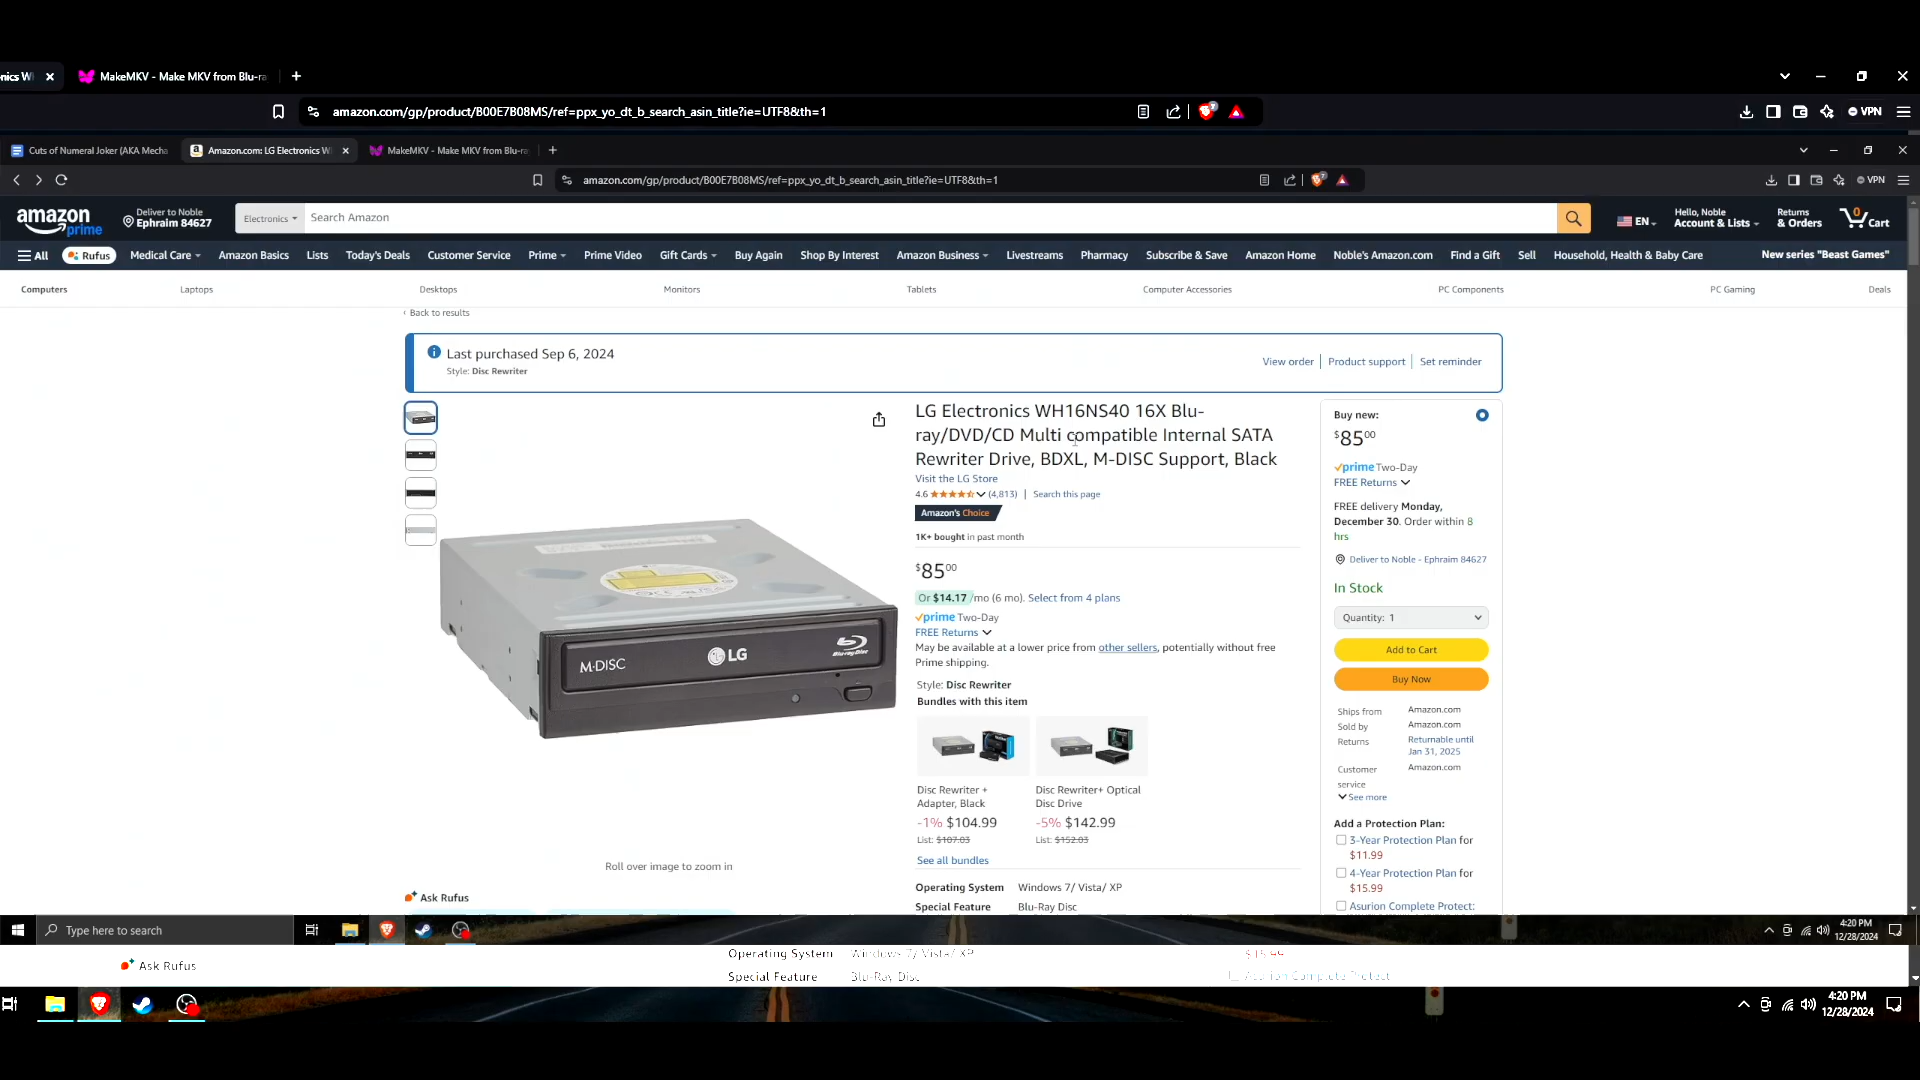 nics W
MakeMKV - Make MKV from Blu-ra
amazon.com/gp/product/B00E7B08MS/ref=ppx_yo_dt_b_search_asin_title?ie=UTF8&th=1
VPN
Cuts of Numeral Joker (AKA Mecha
Amazon.com: LG Electronics W
MakeMKV - Make MKV from Blu-ra
amazon.com/gp/product/B00E7B08MS/ref=ppx_yo_dt_b_search_asin_title?ie=UTF8&th=1
VPN
amazon prime
Deliver to Noble
Ephraim 84627
Electronics
Search Amazon
EN
Hello, Noble
Account & Lists
Returns
& Orders
0
Cart
All
Rufus
Medical Care
Amazon Basics
Lists
Today's Deals
Customer Service
Prime
Prime Video
Gift Cards
Buy Again
Shop By Interest
Amazon Business
Livestreams
Pharmacy
Subscribe & Save
Amazon Home
Noble's Amazon.com
Find a Gift
Sell
Household, Health & Baby Care
New series "Beast Games"
Computers
Laptops
Desktops
Monitors
Tablets
Computer Accessories
PC Components
PC Gaming
Deals
‹ Back to results
Last purchased Sep 6, 2024
Style: Disc Rewriter
View order
Product support
Set reminder
LG Electronics WH16NS40 16X Blu-
ray/DVD/CD Multi compatible Internal SATA
Rewriter Drive, BDXL, M-DISC Support, Black
Visit the LG Store
4.6
(4,813) | Search this page
Amazon's Choice
1K+ bought in past month
$8500
Or $14.17 /mo (6 mo). Select from 4 plans
prime Two-Day
FREE Returns
May be available at a lower price from other sellers, potentially without free
Prime shipping.
Style: Disc Rewriter
Bundles with this item
Disc Rewriter +
Adapter, Black
-1% $104.99
List: $107.03
Disc Rewriter+ Optical
Disc Drive
-5% $142.99
List: $152.03
See all bundles
Operating System Windows 7/ Vista/ XP
Special Feature Blu-Ray Disc
M-DISC
LG
Blu-ray Disc
Roll over image to zoom in
Ask Rufus
Buy new:
$8500
prime Two-Day
FREE Returns
FREE delivery Monday,
December 30. Order within 8
hrs
Deliver to Noble - Ephraim 84627
In Stock
Quantity: 1
Add to Cart
Buy Now
Ships from Amazon.com
Sold by Amazon.com
Returns Returnable until
Jan 31, 2025
Customer Amazon.com
service
See more
Add a Protection Plan:
3-Year Protection Plan for
$11.99
4-Year Protection Plan for
$15.99
Asurion Complete Protect:
Type here to search
4:20 PM
12/28/2024
Ask Rufus
Operating System Windows 7/ Vista/ XP
Special Feature Blu-Ray Disc
$15.99
Asurion Complete Protect
4:20 PM
12/28/2024